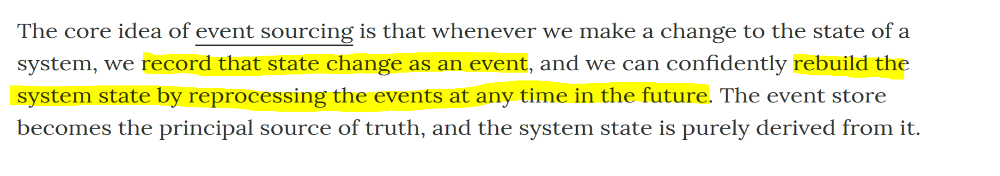 The core idea of event sourcing is that whenever we make a change to the state of a
system, we record that state change as an event, and we can confidently rebuild the
system state by reprocessing the events at any time in the future. The event store
becomes the principal source of truth, and the system state is purely derived from it.